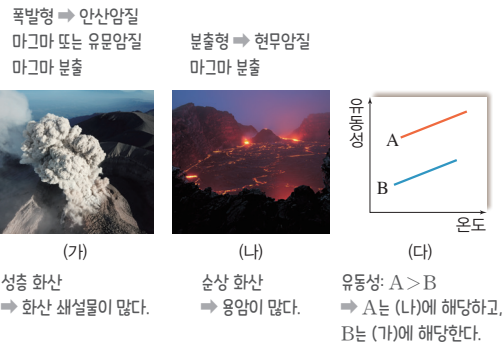 폭발형 ➡ 안산암질
마그마 또는 유문암질
마그마 분출
분출형 ➡ 현무암질
마그마 분출
유동성
A
B
온도
(가)
(나)
(다)
성층 화산
➡ 화산 쇄설물이 많다.
순상 화산
➡ 용암이 많다.
유동성: A>B
➡ A는 (나)에 해당하고,
B는 (가)에 해당한다.